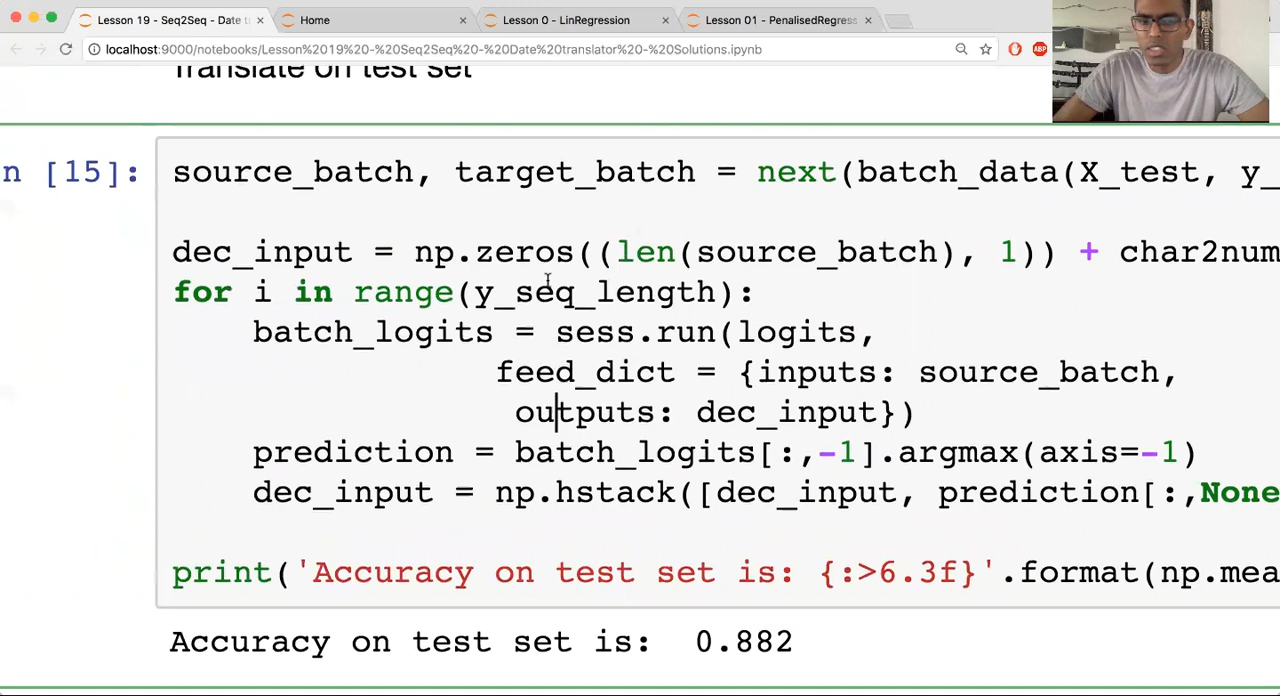 Lesson 19 - Seq2Seq - Date t
Home
Lesson 0 - LinRegression
Lesson 01 - PenalisedRegress
localhost:9000/notebooks/Lesson%2019%20-%20Seq2Seq%20-%20Date%20translator%20-%20Solutions.ipynb
ABP
Translate on test set
n [15]:
source_batch, target_batch = next(batch_data(X_test, y_
dec_input = np.zeros((len(source_batch), 1)) + char2num
for i in range(y_seq_length):
batch_logits = sess.run(logits,
feed_dict = {inputs: source_batch,
outputs: dec_input})
prediction = batch_logits[:,-1].argmax(axis=-1)
dec_input = np.hstack([dec_input, prediction[:,None
print('Accuracy on test set is: {:>6.3f}'.format(np.mea
Accuracy on test set is:  0.882